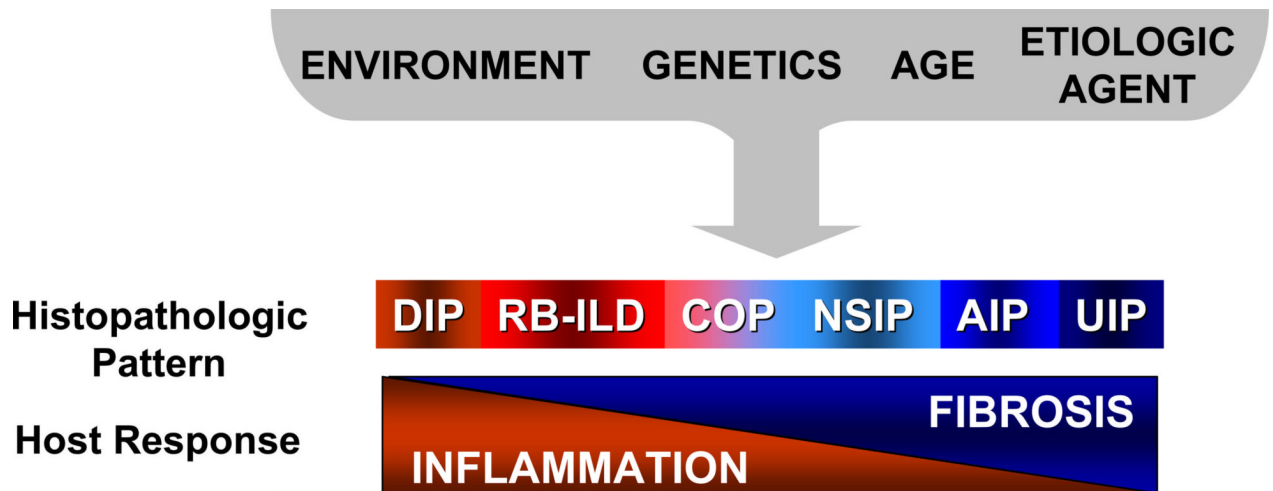 ENVIRONMENT GENETICS AGE ETIOLOGIC
AGENT
Histopathologic
Pattern
DIP RB-ILD COP NSIP AIP UIP
Host Response
FIBROSIS
INFLAMMATION